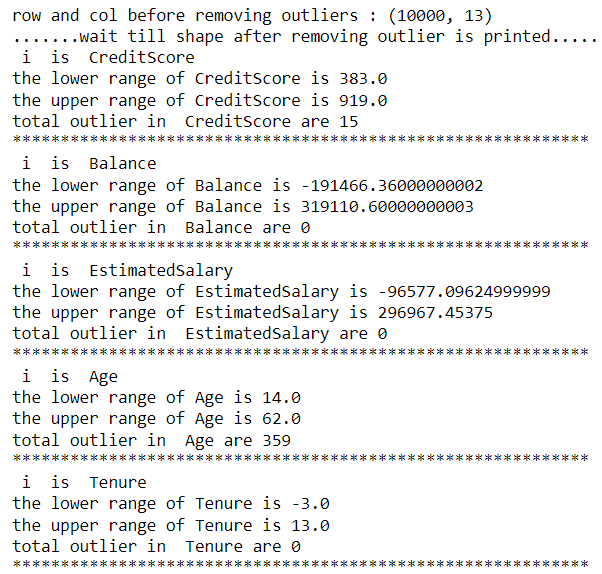 row and col before removing outliers : (10000, 13)
.......wait till shape after removing outlier is printed.....
i is CreditScore
the lower range of CreditScore is 383.0
the upper range of CreditScore is 919.0
total outlier in CreditScore are 15
************************************************************
i is Balance
the lower range of Balance is -191466.36000000002
the upper range of Balance is 319110.60000000003
total outlier in Balance are 0
************************************************************
i is EstimatedSalary
the lower range of EstimatedSalary is -96577.09624999999
the upper range of EstimatedSalary is 296967.45375
total outlier in EstimatedSalary are 0
************************************************************
i is Age
the lower range of Age is 14.0
the upper range of Age is 62.0
total outlier in Age are 359
************************************************************
i is Tenure
the lower range of Tenure is -3.0
the upper range of Tenure is 13.0
total outlier in Tenure are 0
************************************************************